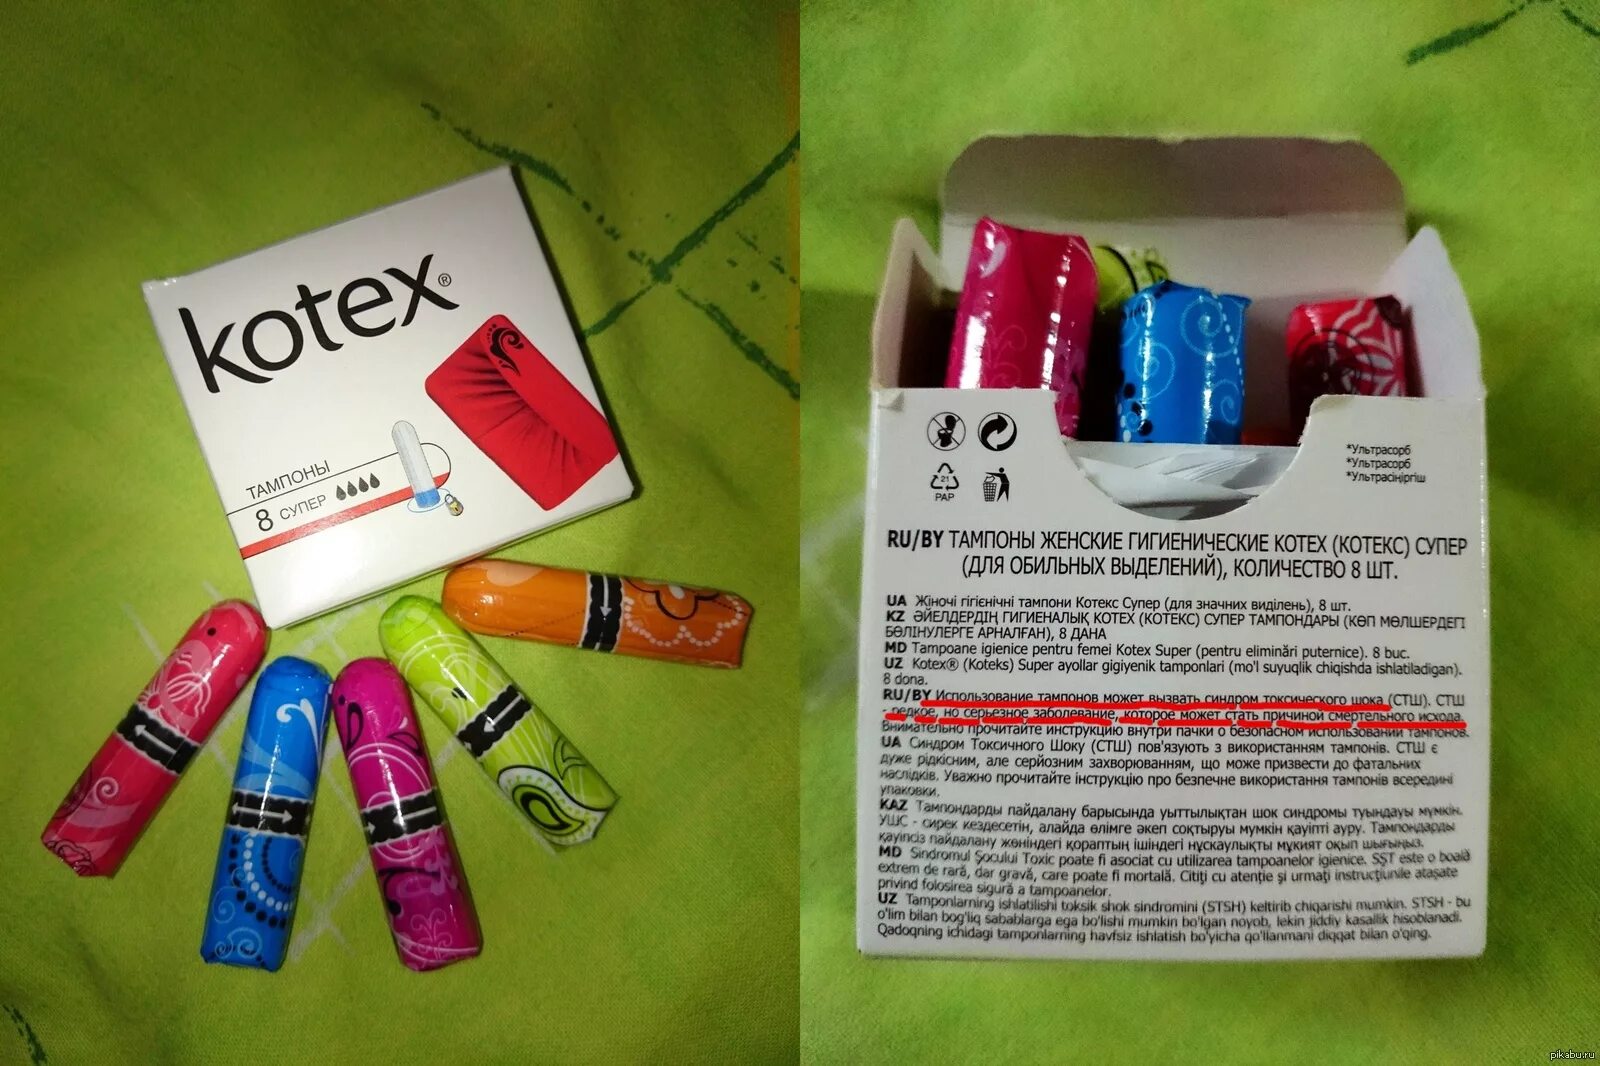 kotex®
ТАМПОНЫ
8 СУПЕР
*Ультрасорб
*Ультрасорб
*Ультрасіңіргіш
21
PAP
RU/BY ТАМПОНЫ ЖЕНСКИЕ ГИГИЕНИЧЕСКИЕ КОТЕХ (КОТЕКС) СУПЕР
(ДЛЯ ОБИЛЬНЫХ ВЫДЕЛЕНИЙ), КОЛИЧЕСТВО 8 ШТ.
UA Жіночі гігієнічні тампони Котекс Супер (для значних виділень), 8 шт.
KZ ӘЙЕЛДЕРДІҢ ГИГИЕНАЛЫҚ КОТЕХ (КОТЕКС) СУПЕР ТАМПОНДАРЫ (КӨП МӨЛШЕРДЕГІ
БӨЛІНУЛЕРГЕ АРНАЛҒАН), 8 ДАНА
MD Tampoane igienice pentru femei Kotex Super (pentru eliminări puternice). 8 buc.
UZ Kotex® (Koteks) Super ayollar gigiyenik tamponlari (mo'l suyuqlik chiqishda ishlatiladigan).
8 dona.
RU/BY Использование тампонов может вызвать синдром токсического шока (СТШ). СТШ
- редкое, но серьезное заболевание, которое может стать причиной смертельного исхода.
Внимательно прочитайте инструкцию внутри пачки о безопасном использовании тампонов.
UA Синдром Токсичного Шоку (СТШ) пов'язують з використанням тампонів. СТШ є
дуже рідкісним, але серйозним захворюванням, що може призвести до фатальних
наслідків. Уважно прочитайте інструкцію про безпечне використання тампонів всередині
упаковки.
KAZ Тампондарды пайдалану барысында уыттылықтан шок синдромы туындауы мүмкін.
УШС - сирек кездесетін, алайда өлімге әкеп соқтыруы мүмкін қауіпті ауру. Тампондарды
қауіпсіз пайдалану жөніндегі қораптың ішіндегі нұсқаулықты мұқият оқып шығыңыз.
MD Sindromul Șocului Toxic poate fi asociat cu utilizarea tampoanelor igienice. SȘT este o boală
extrem de rară, dar gravă, care poate fi mortală. Citiți cu atenție și urmați instrucțiunile atașate
privind folosirea sigură a tampoanelor.
UZ Tamponlarning ishlatilishi toksik shok sindromini (STSH) keltirib chiqarishi mumkin. STSH - bu
o'lim bilan bog'liq sabablarga ega bo'lishi mumkin bo'lgan noyob, lekin jiddiy kasallik hisoblanadi.
Qadoqning ichidagi tamponlarning havfsiz ishlatish bo'yicha qo'llanmani diqqat bilan o'qing.
pikabu.ru